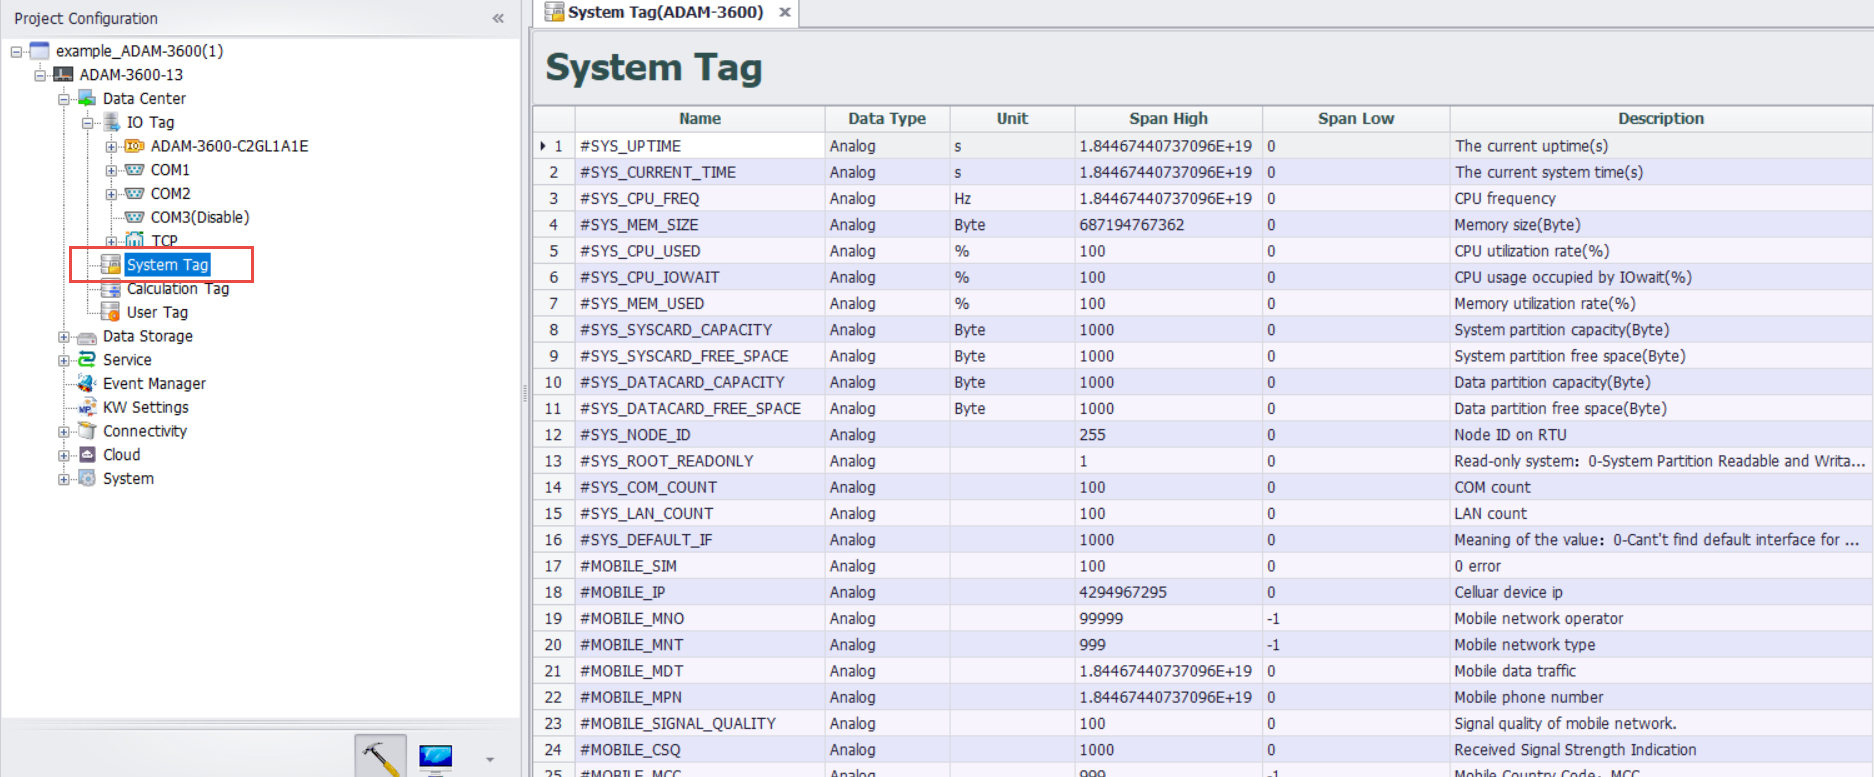 Project Configuration «
example_ADAM-3600(1)
ADAM-3600-13
Data Center
IO Tag
ADAM-3600-C2GL1A1E
COM1
COM2
COM3(Disable)
TCP
System Tag
Calculation Tag
User Tag
Data Storage
Service
Event Manager
KW Settings
Connectivity
Cloud
System
System Tag(ADAM-3600) ×
System Tag
Name Data Type Unit Span High Span Low Description
1 #SYS_UPTIME Analog s 1.84467440737096E+19 0 The current uptime(s)
2 #SYS_CURRENT_TIME Analog s 1.84467440737096E+19 0 The current system time(s)
3 #SYS_CPU_FREQ Analog Hz 1.84467440737096E+19 0 CPU frequency
4 #SYS_MEM_SIZE Analog Byte 687194767362 0 Memory size(Byte)
5 #SYS_CPU_USED Analog % 100 0 CPU utilization rate(%)
6 #SYS_CPU_IOWAIT Analog % 100 0 CPU usage occupied by IOwait(%)
7 #SYS_MEM_USED Analog % 100 0 Memory utilization rate(%)
8 #SYS_SYSCARD_CAPACITY Analog Byte 1000 0 System partition capacity(Byte)
9 #SYS_SYSCARD_FREE_SPACE Analog Byte 1000 0 System partition free space(Byte)
10 #SYS_DATACARD_CAPACITY Analog Byte 1000 0 Data partition capacity(Byte)
11 #SYS_DATACARD_FREE_SPACE Analog Byte 1000 0 Data partition free space(Byte)
12 #SYS_NODE_ID Analog 255 0 Node ID on RTU
13 #SYS_ROOT_READONLY Analog 1 0 Read-only system: 0-System Partition Readable and Writa...
14 #SYS_COM_COUNT Analog 100 0 COM count
15 #SYS_LAN_COUNT Analog 100 0 LAN count
16 #SYS_DEFAULT_IF Analog 1000 0 Meaning of the value: 0-Cant't find default interface for ...
17 #MOBILE_SIM Analog 100 0 0 error
18 #MOBILE_IP Analog 4294967295 0 Celluar device ip
19 #MOBILE_MNO Analog 99999 -1 Mobile network operator
20 #MOBILE_MNT Analog 999 -1 Mobile network type
21 #MOBILE_MDT Analog 1.84467440737096E+19 0 Mobile data traffic
22 #MOBILE_MPN Analog 1.84467440737096E+19 0 Mobile phone number
23 #MOBILE_SIGNAL_QUALITY Analog 100 0 Signal quality of mobile network.
24 #MOBILE_CSQ Analog 1000 0 Received Signal Strength Indication
25 #MOBILE_MCC Analog 999 -1 Mobile Country Code: MCC